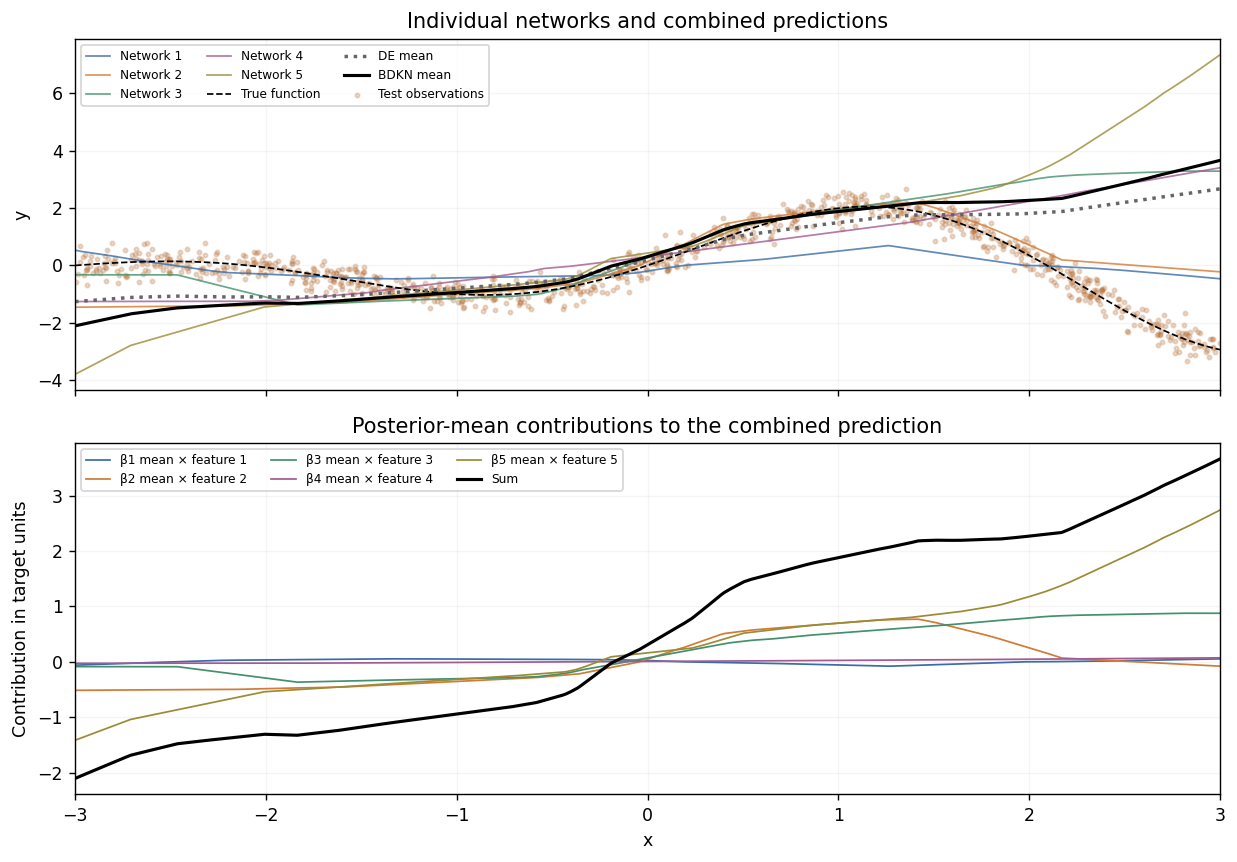 Individual networks and combined predictions
Network 1
Network 2
Network 3
Network 4
Network 5
True function
DE mean
BDKN mean
Test observations
y
6
4
2
0
−2
−4
Posterior-mean contributions to the combined prediction
β1 mean × feature 1
β2 mean × feature 2
β3 mean × feature 3
β4 mean × feature 4
β5 mean × feature 5
Sum
Contribution in target units
3
2
1
0
−1
−2
−3
−2
−1
0
1
2
3
x